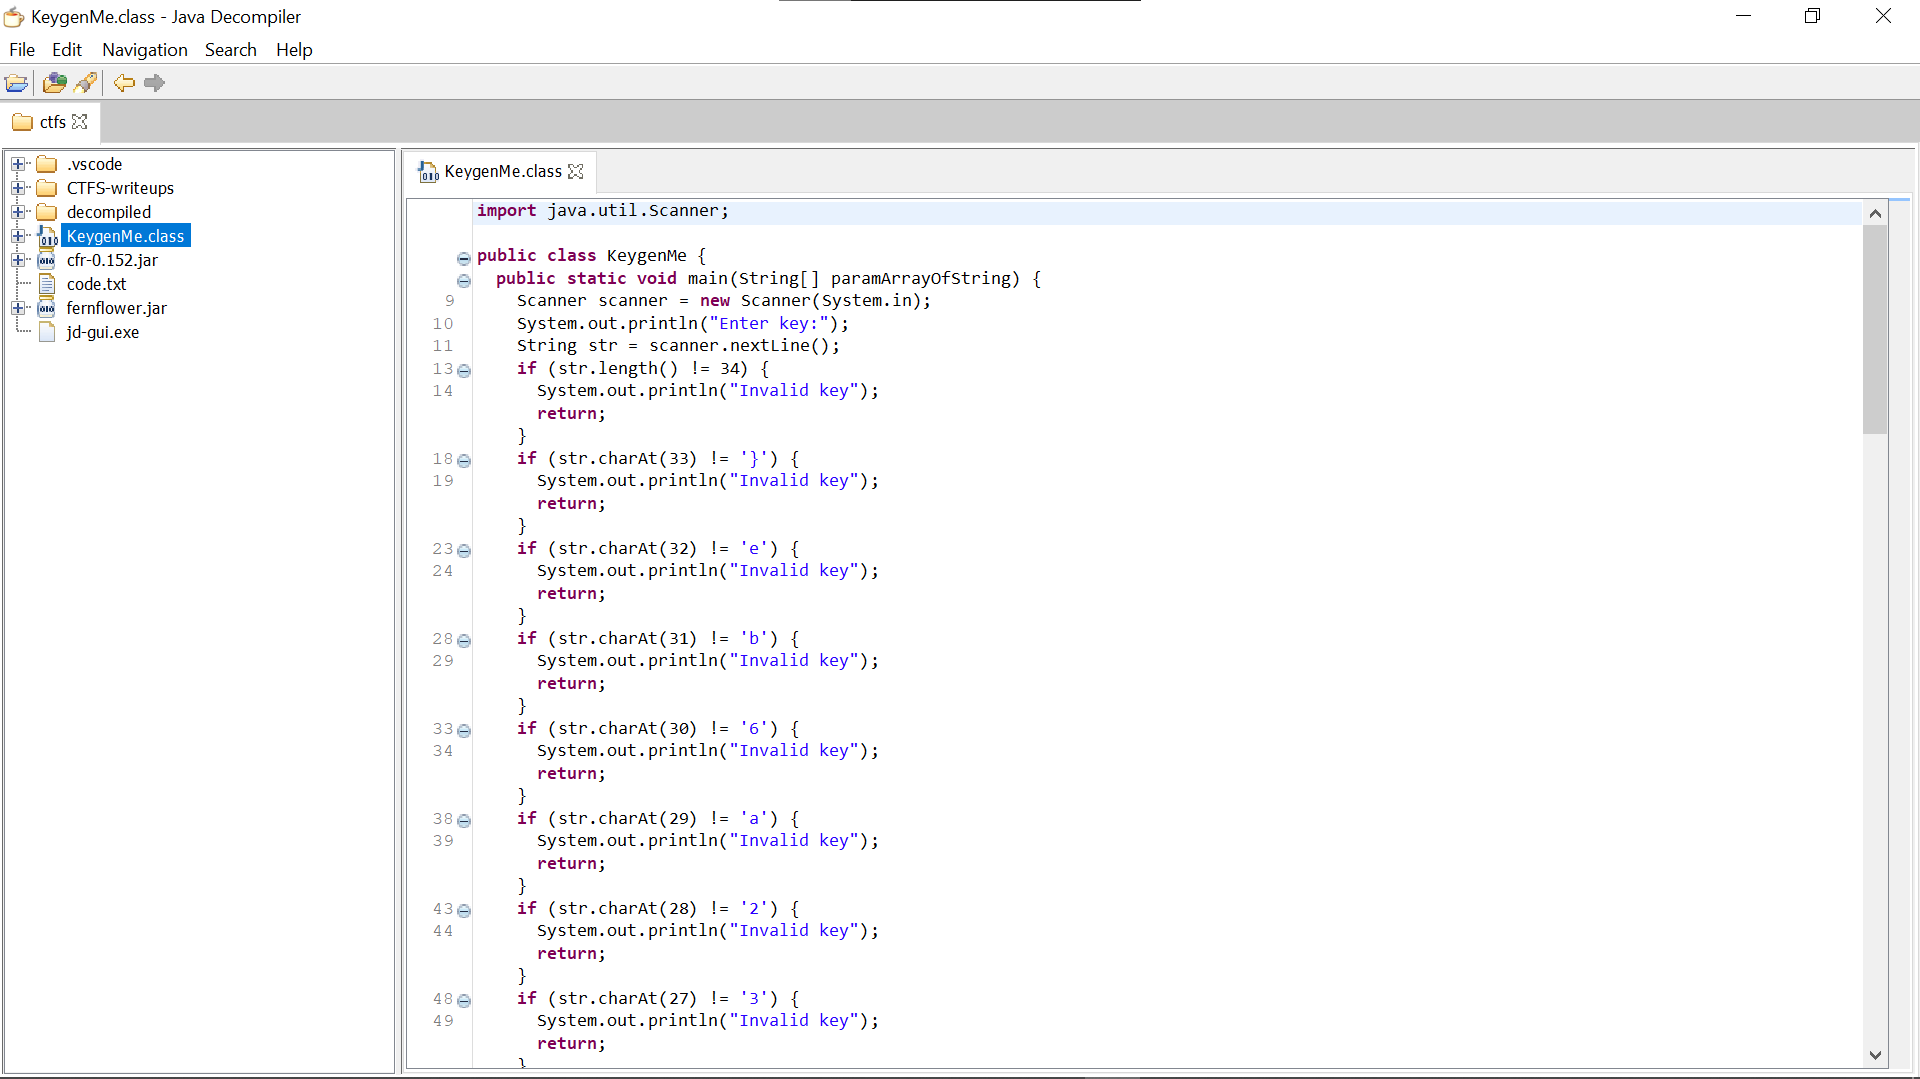 KeygenMe.class - Java Decompiler
File Edit Navigation Search Help
ctfs
.vscode
CTFS-writeups
decompiled
KeygenMe.class
cfr-0.152.jar
code.txt
fernflower.jar
jd-gui.exe
KeygenMe.class
import java.util.Scanner;
public class KeygenMe {
public static void main(String[] paramArrayOfString) {
9 Scanner scanner = new Scanner(System.in);
10 System.out.println("Enter key:");
11 String str = scanner.nextLine();
13 if (str.length() != 34) {
14 System.out.println("Invalid key");
return;
}
18 if (str.charAt(33) != '}') {
19 System.out.println("Invalid key");
return;
}
23 if (str.charAt(32) != 'e') {
24 System.out.println("Invalid key");
return;
}
28 if (str.charAt(31) != 'b') {
29 System.out.println("Invalid key");
return;
}
33 if (str.charAt(30) != '6') {
34 System.out.println("Invalid key");
return;
}
38 if (str.charAt(29) != 'a') {
39 System.out.println("Invalid key");
return;
}
43 if (str.charAt(28) != '2') {
44 System.out.println("Invalid key");
return;
}
48 if (str.charAt(27) != '3') {
49 System.out.println("Invalid key");
return;
}